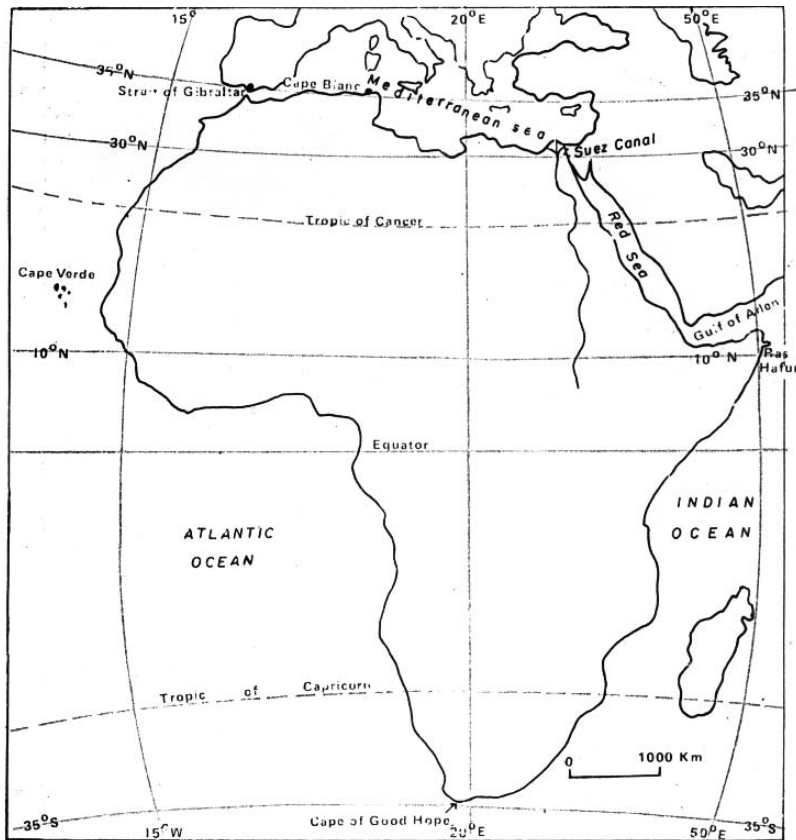 15°
20°E
50°E
35°N
Strait of Gibraltar
Cape Blanc
Mediterranean sea
35°N
30°N
Suez Canal
30°N
Tropic of Cancer
Red Sea
Cape Verde
Gulf of
10°N
10°N
Ras
Hafun
Equator
ATLANTIC
OCEAN
INDIAN
OCEAN
Tropic of Capricorn
0
1000 Km
Cape of Good Hope
35°S
15°W
20°E
50°E
35°S